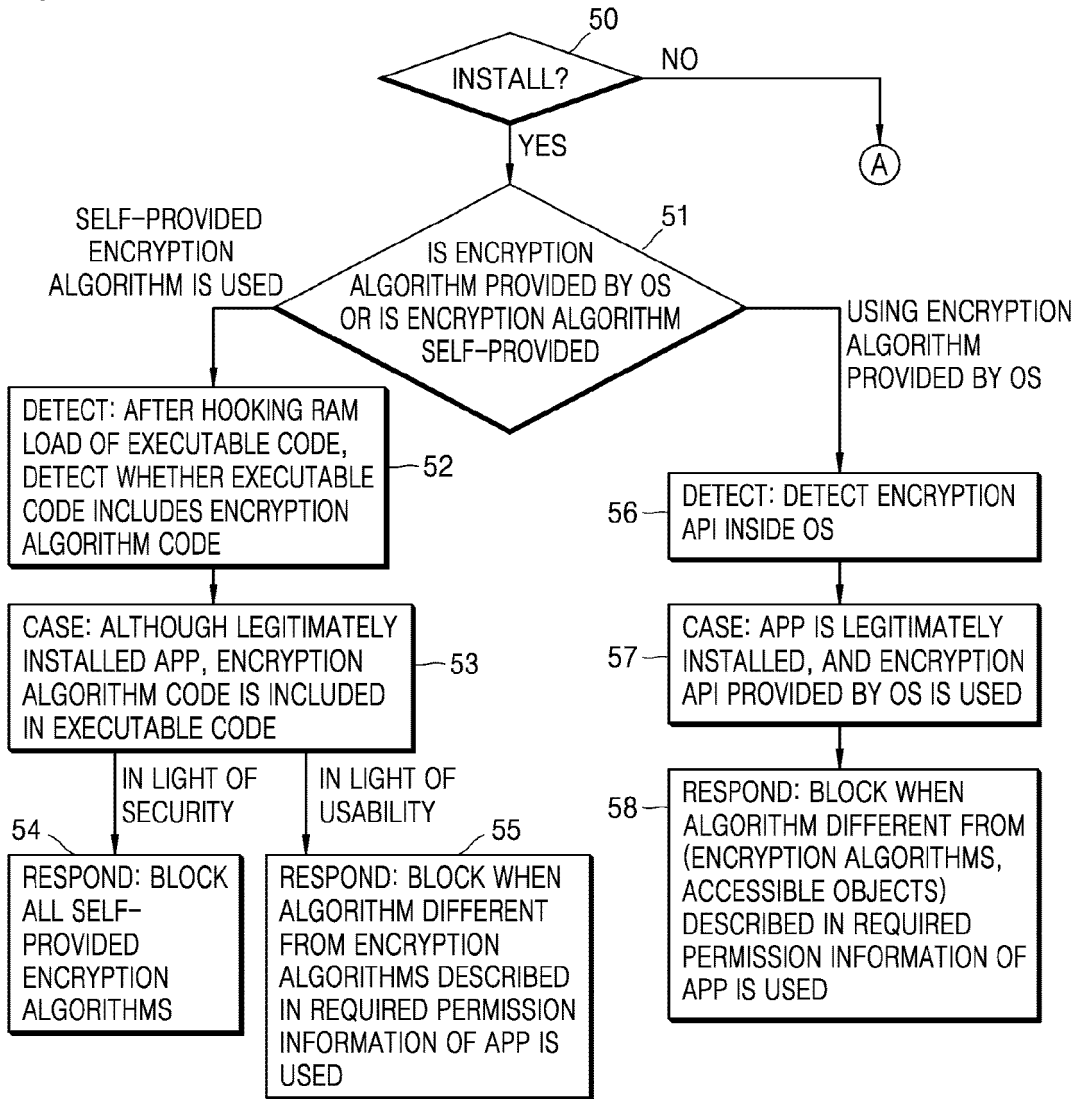 50
INSTALL?
NO
YES
A
SELF-PROVIDED
ENCRYPTION
ALGORITHM IS USED
51
IS ENCRYPTION
ALGORITHM PROVIDED BY OS
OR IS ENCRYPTION ALGORITHM
SELF-PROVIDED
USING ENCRYPTION
ALGORITHM
PROVIDED BY OS
DETECT: AFTER HOOKING RAM
LOAD OF EXECUTABLE CODE,
DETECT WHETHER EXECUTABLE
CODE INCLUDES ENCRYPTION
ALGORITHM CODE
52
56
DETECT: DETECT ENCRYPTION
API INSIDE OS
CASE: ALTHOUGH LEGITIMATELY
INSTALLED APP, ENCRYPTION
ALGORITHM CODE IS INCLUDED
IN EXECUTABLE CODE
53
57
CASE: APP IS LEGITIMATELY
INSTALLED, AND ENCRYPTION
API PROVIDED BY OS IS USED
IN LIGHT OF
SECURITY
IN LIGHT OF
USABILITY
54
RESPOND: BLOCK
ALL SELF-
PROVIDED
ENCRYPTION
ALGORITHMS
55
RESPOND: BLOCK WHEN
ALGORITHM DIFFERENT
FROM ENCRYPTION
ALGORITHMS DESCRIBED
IN REQUIRED PERMISSION
INFORMATION OF APP IS
USED
58
RESPOND: BLOCK WHEN
ALGORITHM DIFFERENT FROM
(ENCRYPTION ALGORITHMS,
ACCESSIBLE OBJECTS)
DESCRIBED IN REQUIRED
PERMISSION INFORMATION OF
APP IS USED